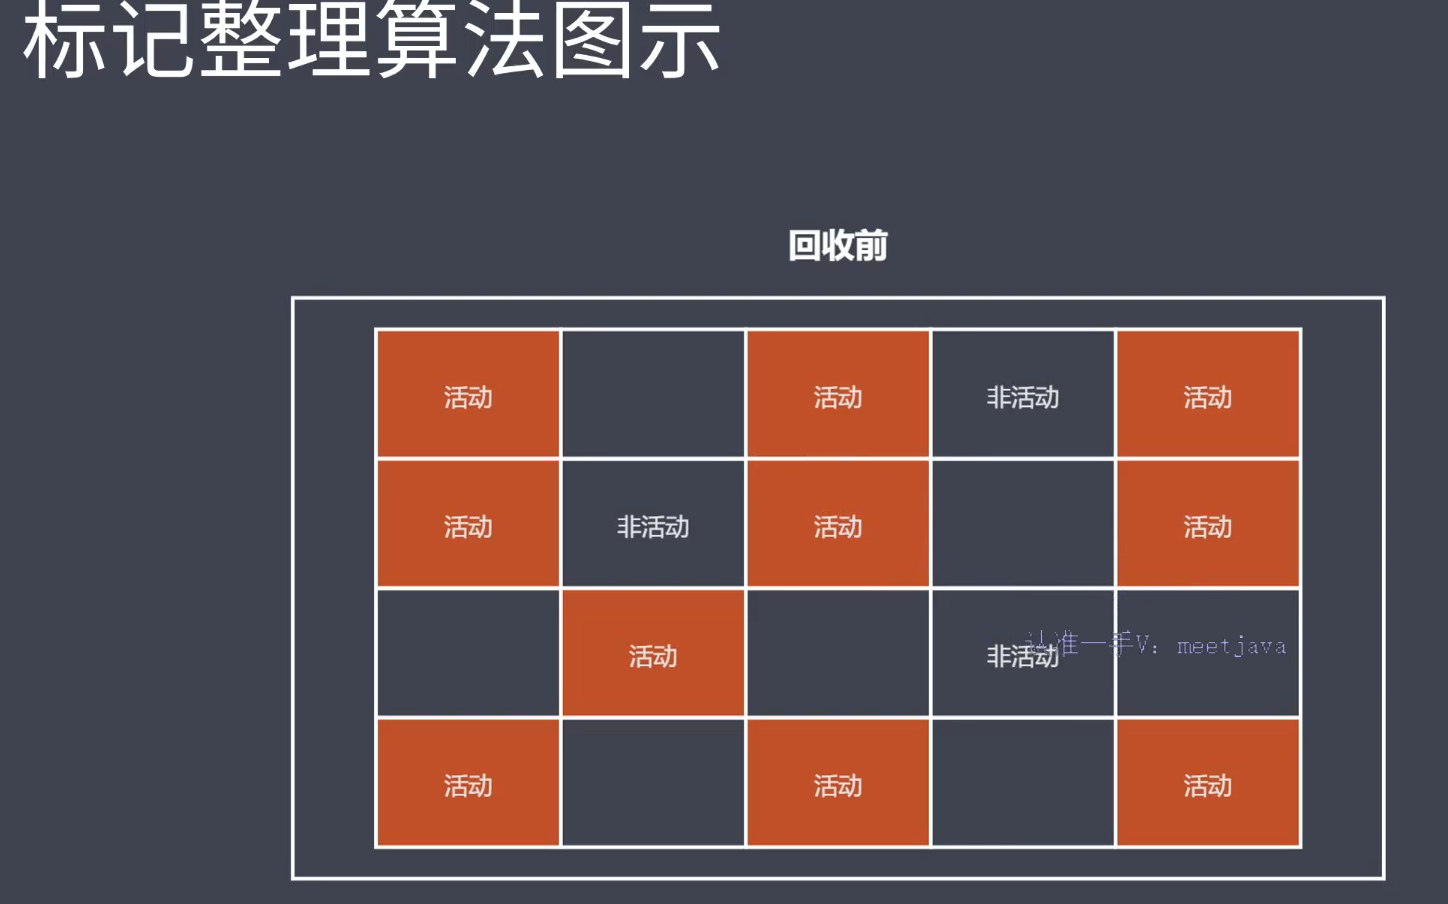 标记整理算法图示
回收前
活动 活动 非活动 活动
活动 非活动 活动 活动
活动 非活动
认准一手V: meetjava
活动 活动 活动